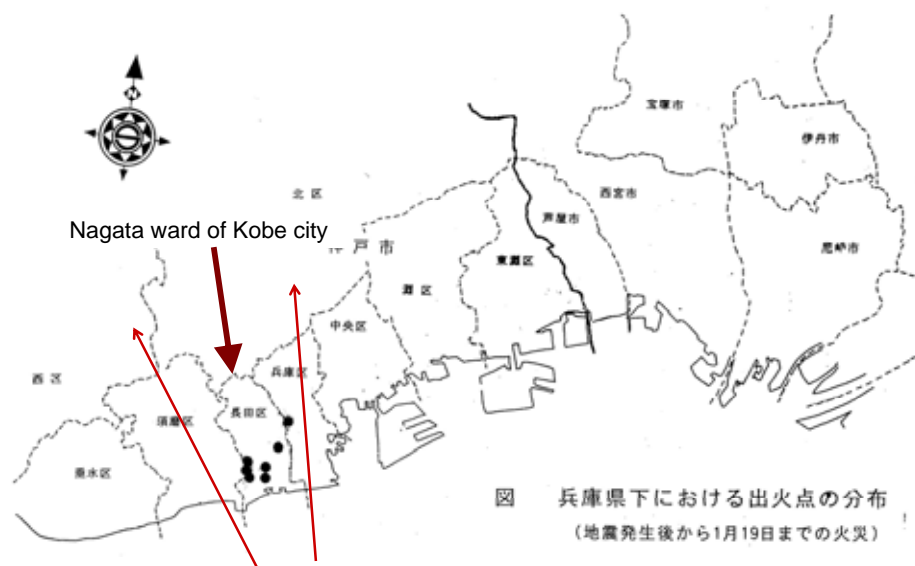 N
宝塚市
伊丹市
北区
西宮市
Nagata ward of Kobe city
芦屋市
戸市
尼崎市
東灘区
灘区
中央区
兵庫区
西区
長田区
須磨区
垂水区
図 兵庫県下における出火点の分布
(地震発生後から1月19日までの火災)